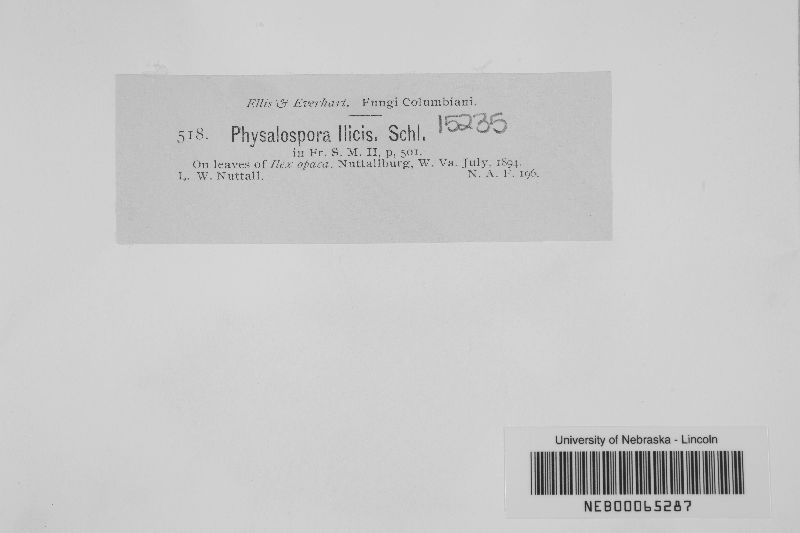 Ellis & Everhart. Fungi Columbiani.
518. Physalospora Ilicis. Schl. 15235
in Fr. S. M. II, p, 501.
On leaves of Ilex opaca. Nuttallburg, W. Va. July, 1894.
L. W. Nuttall. N. A. F. 196.
University of Nebraska - Lincoln
NEB00065287